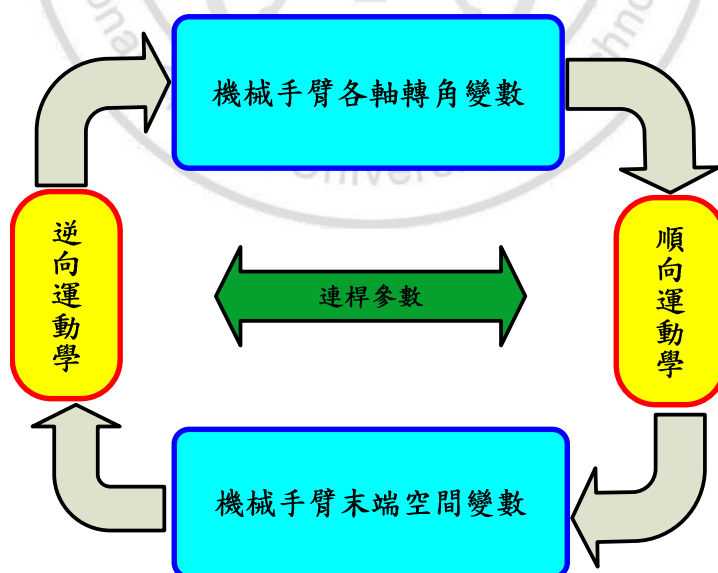 機械手臂各軸轉角變數
逆向運動學
順向運動學
連桿參數
機械手臂末端空間變數